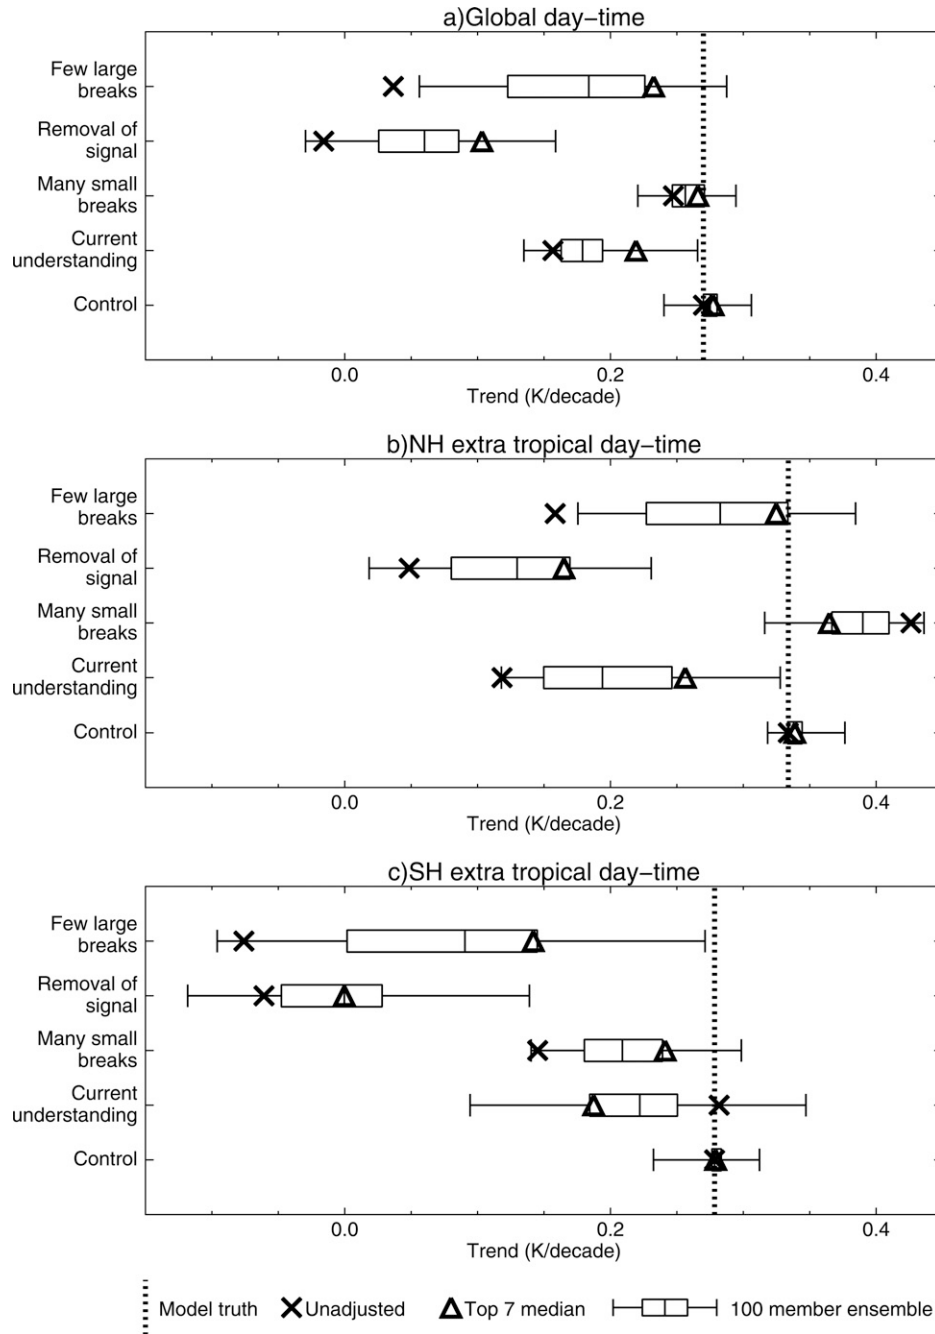 a)Global day−time
Few large
breaks
Removal of
signal
Many small
breaks
Current
understanding
Control
0.0 0.2 0.4
Trend (K/decade)
b)NH extra tropical day−time
Few large
breaks
Removal of
signal
Many small
breaks
Current
understanding
Control
0.0 0.2 0.4
Trend (K/decade)
c)SH extra tropical day−time
Few large
breaks
Removal of
signal
Many small
breaks
Current
understanding
Control
0.0 0.2 0.4
Trend (K/decade)
Model truth Unadjusted Top 7 median 100 member ensemble